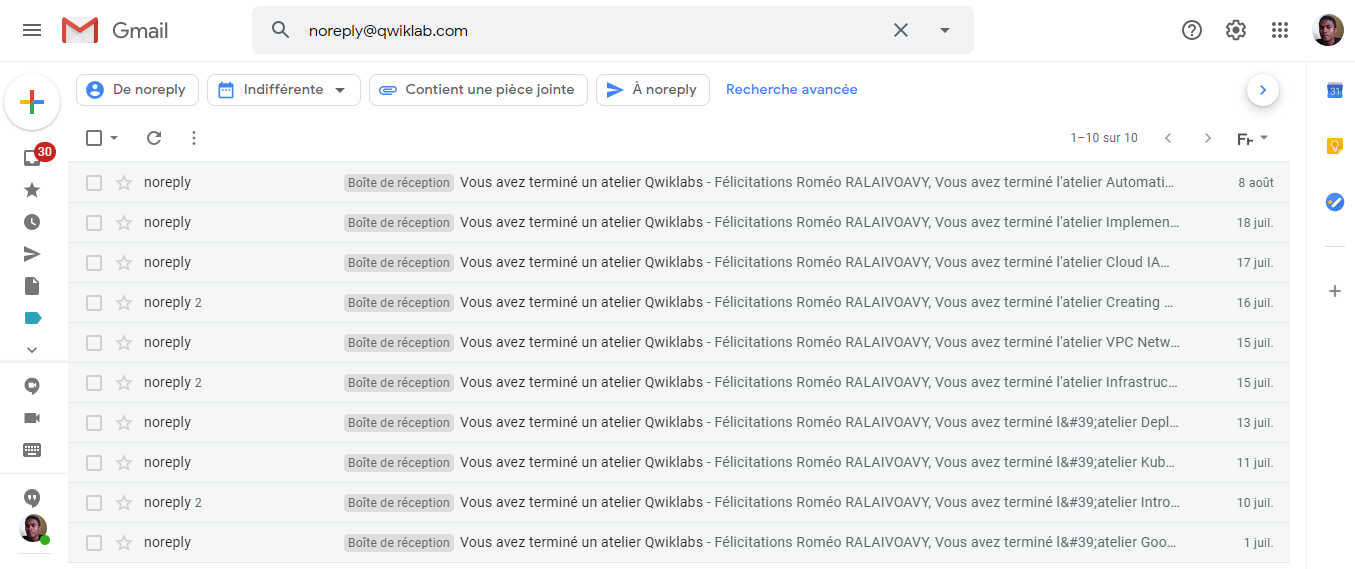 Gmail
noreply@qwiklab.com
De noreply Indifférente Contient une pièce jointe À noreply Recherche avancée
1–10 sur 10
30
31
noreply Boîte de réception Vous avez terminé un atelier Qwiklabs - Félicitations Roméo RALAIVOAVY, Vous avez terminé l'atelier Automati… 8 août
noreply Boîte de réception Vous avez terminé un atelier Qwiklabs - Félicitations Roméo RALAIVOAVY, Vous avez terminé l'atelier Implemen… 18 juil.
noreply Boîte de réception Vous avez terminé un atelier Qwiklabs - Félicitations Roméo RALAIVOAVY, Vous avez terminé l'atelier Cloud IA… 17 juil.
noreply 2 Boîte de réception Vous avez terminé un atelier Qwiklabs - Félicitations Roméo RALAIVOAVY, Vous avez terminé l'atelier Creating … 16 juil.
noreply Boîte de réception Vous avez terminé un atelier Qwiklabs - Félicitations Roméo RALAIVOAVY, Vous avez terminé l'atelier VPC Netw… 15 juil.
noreply 2 Boîte de réception Vous avez terminé un atelier Qwiklabs - Félicitations Roméo RALAIVOAVY, Vous avez terminé l'atelier Infrastruc… 15 juil.
noreply Boîte de réception Vous avez terminé un atelier Qwiklabs - Félicitations Roméo RALAIVOAVY, Vous avez terminé l&#39;atelier Depl… 13 juil.
noreply Boîte de réception Vous avez terminé un atelier Qwiklabs - Félicitations Roméo RALAIVOAVY, Vous avez terminé l&#39;atelier Kub… 11 juil.
noreply 2 Boîte de réception Vous avez terminé un atelier Qwiklabs - Félicitations Roméo RALAIVOAVY, Vous avez terminé l&#39;atelier Intro… 10 juil.
noreply Boîte de réception Vous avez terminé un atelier Qwiklabs - Félicitations Roméo RALAIVOAVY, Vous avez terminé l&#39;atelier Goo… 1 juil.